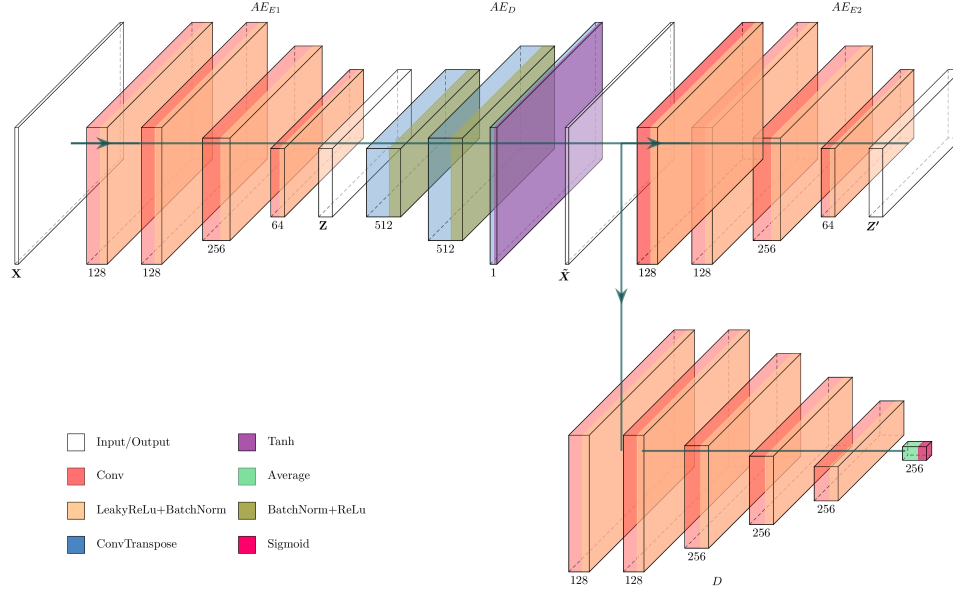 AE_{E1} AE_D AE_{E2}
64 Z 64 Z'
512
256 512 256
X 128 128 1 X̃ 128 128
Input/Output Tanh
Conv Average
256
LeakyReLu+BatchNorm BatchNorm+ReLu
256
256
ConvTranspose Sigmoid
256
128 128 D